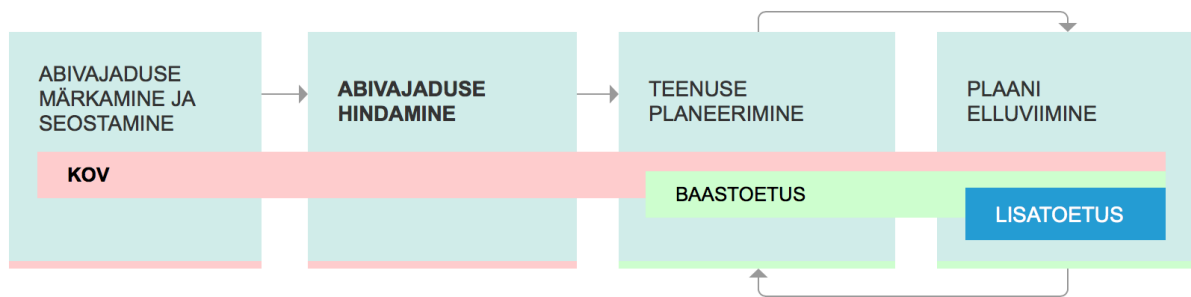 ABIVAJADUSE
MÄRKAMINE JA
SEOSTAMINE
ABIVAJADUSE
HINDAMINE
TEENUSE
PLANEERIMINE
PLAANI
ELLUVIIMINE
KOV
BAASTOETUS
LISATOETUS